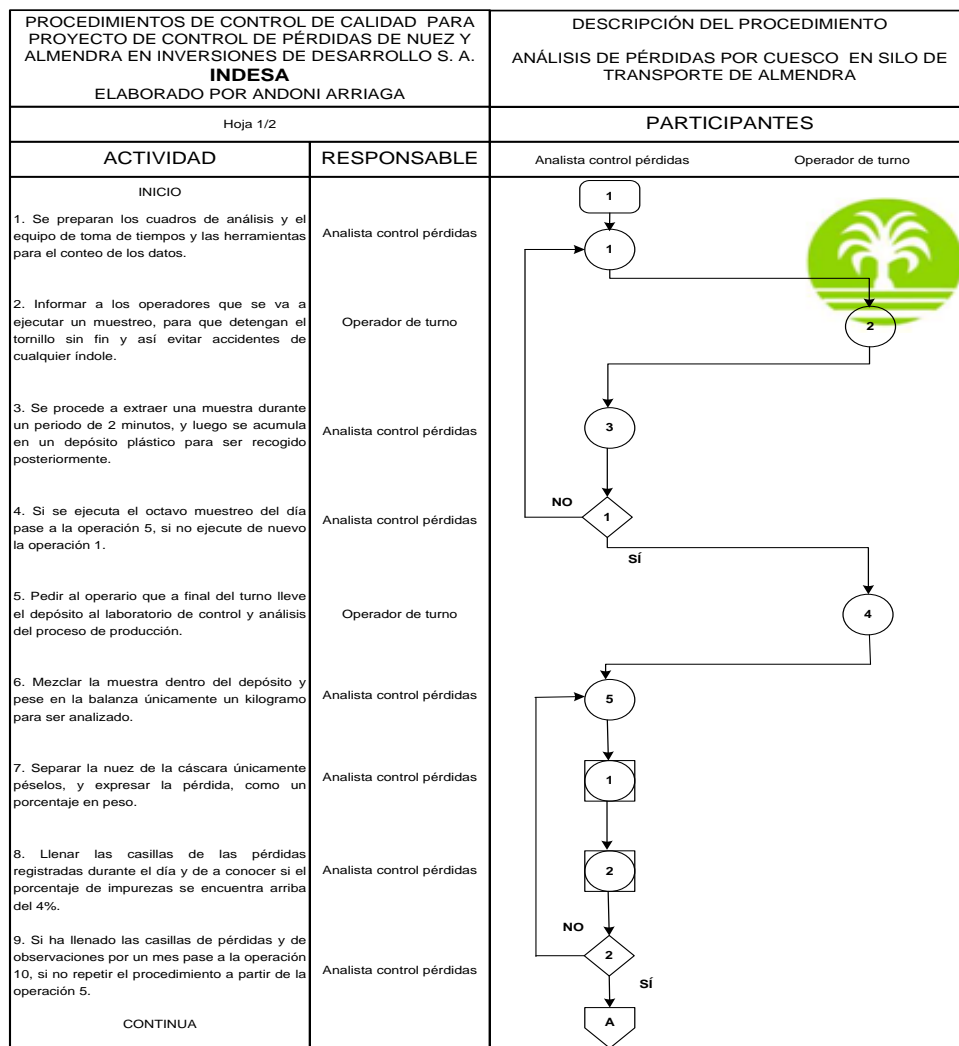 PROCEDIMIENTOS DE CONTROL DE CALIDAD PARA
PROYECTO DE CONTROL DE PÉRDIDAS DE NUEZ Y
ALMENDRA EN INVERSIONES DE DESARROLLO S. A.
INDESA
ELABORADO POR ANDONI ARRIAGA
DESCRIPCIÓN DEL PROCEDIMIENTO
ANÁLISIS DE PÉRDIDAS POR CUESCO EN SILO DE
TRANSPORTE DE ALMENDRA
Hoja 1/2
PARTICIPANTES
ACTIVIDAD
RESPONSABLE
Analista control pérdidas
Operador de turno
INICIO
1. Se preparan los cuadros de análisis y el
equipo de toma de tiempos y las herramientas
para el conteo de los datos.
Analista control pérdidas
1
1
2. Informar a los operadores que se va a
ejecutar un muestreo, para que detengan el
tornillo sin fin y así evitar accidentes de
cualquier índole.
Operador de turno
2
3. Se procede a extraer una muestra durante
un periodo de 2 minutos, y luego se acumula
en un depósito plástico para ser recogido
posteriormente.
Analista control pérdidas
3
4. Si se ejecuta el octavo muestreo del día
pase a la operación 5, si no ejecute de nuevo
la operación 1.
Analista control pérdidas
NO
1
SÍ
5. Pedir al operario que a final del turno lleve
el depósito al laboratorio de control y análisis
del proceso de producción.
Operador de turno
4
6. Mezclar la muestra dentro del depósito y
pese en la balanza únicamente un kilogramo
para ser analizado.
Analista control pérdidas
5
7. Separar la nuez de la cáscara únicamente
péselos, y expresar la pérdida, como un
porcentaje en peso.
Analista control pérdidas
1
8. Llenar las casillas de las pérdidas
registradas durante el día y de a conocer si el
porcentaje de impurezas se encuentra arriba
del 4%.
Analista control pérdidas
2
9. Si ha llenado las casillas de pérdidas y de
observaciones por un mes pase a la operación
10, si no repetir el procedimiento a partir de la
operación 5.
Analista control pérdidas
NO
2
SÍ
CONTINUA
A